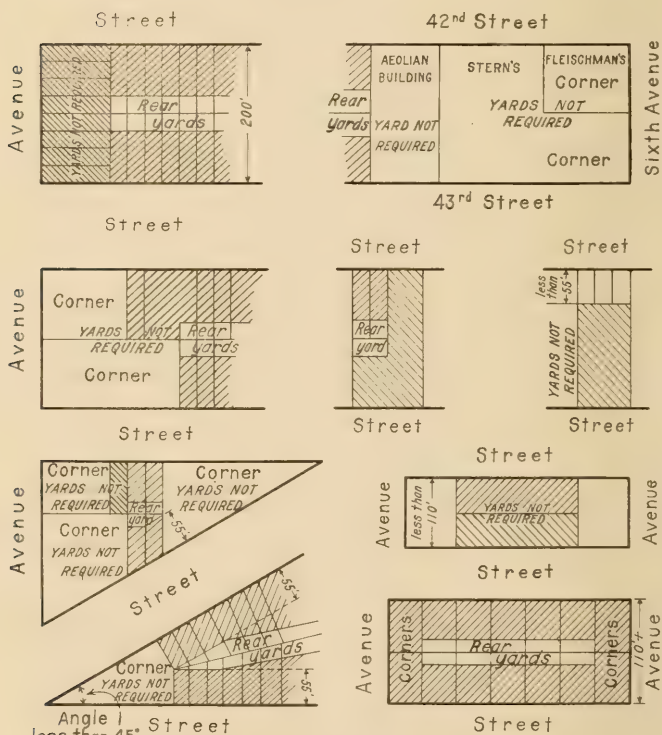 Street
Avenue
YARDS NOT REQUIRED
Rear
yards
200'
Street
42nd Street
AEOLIAN
BUILDING
STERN'S
FLEISCHMAN'S
Corner
Rear
yards
YARD NOT
REQUIRED
YARDS NOT
REQUIRED
Corner
Sixth Avenue
43rd Street
Avenue
Corner
YARDS NOT
REQUIRED
Rear
yards
Corner
Street
Street
Rear
yard
Street
Street
less
than
55'
YARDS NOT
REQUIRED
Street
Avenue
Corner
YARDS NOT
REQUIRED
Corner
YARDS NOT
REQUIRED
Rear
yard
55'
Corner
YARDS NOT
REQUIRED
Street
Avenue
less than
110'
YARDS NOT
REQUIRED
Avenue
Street
55'
Rear
yards
Corner
YARDS NOT
REQUIRED
55'
Angle 1
less than 45°
Street
Avenue
Corners
Rear
yards
Corners
110'+
Avenue
Street